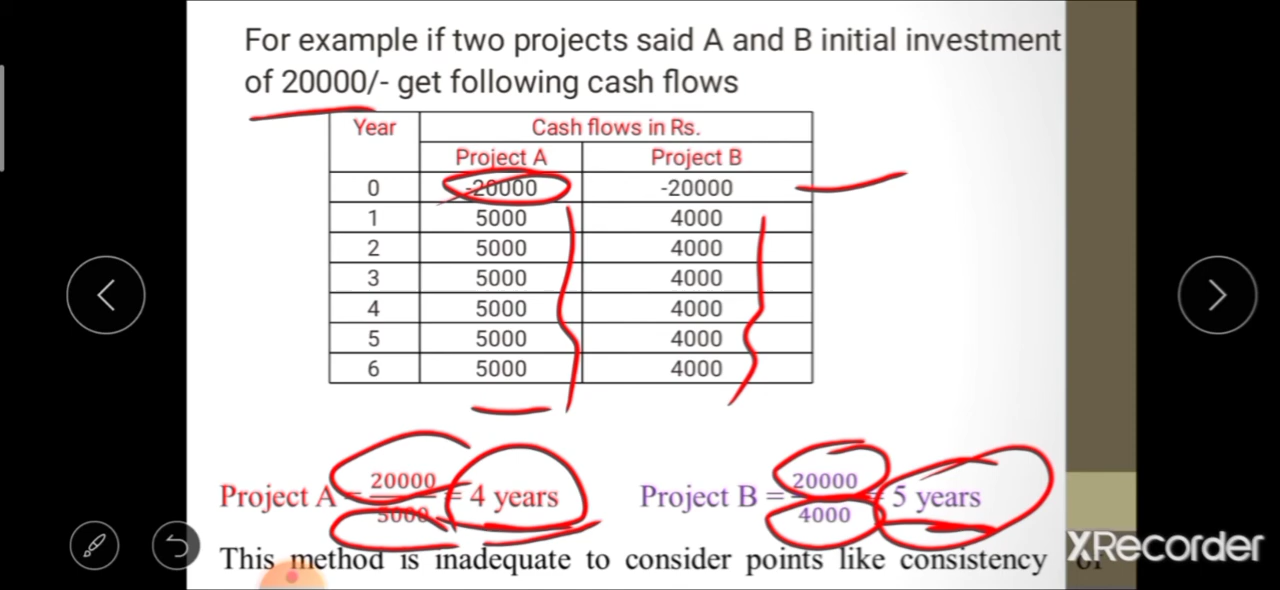 For example if two projects said A and B initial investment
of 20000/- get following cash flows
Year Cash flows in Rs.
Project A Project B
0 -20000 -20000
1 5000 4000
2 5000 4000
3 5000 4000
4 5000 4000
5 5000 4000
6 5000 4000
Project A = 20000/5000 = 4 years Project B = 20000/4000 = 5 years
This method is inadequate to consider points like consistency of
XRecorder